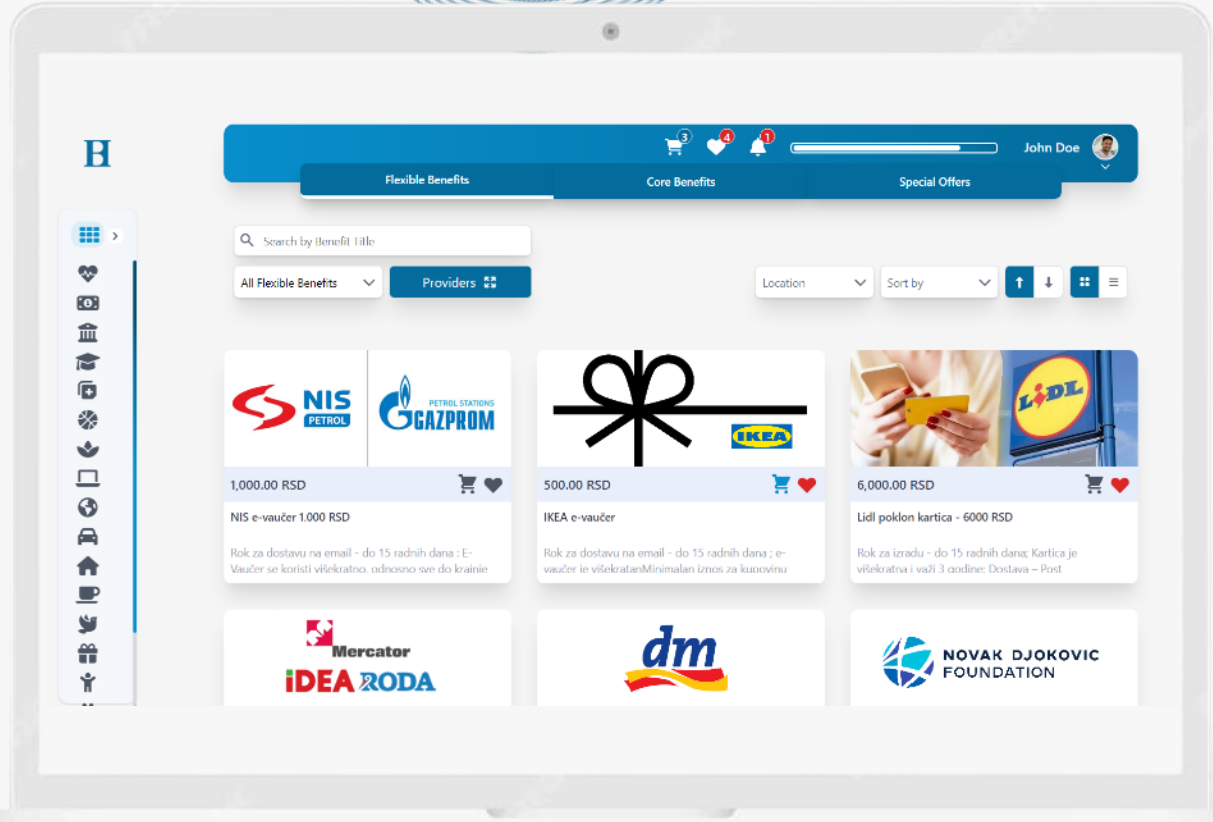 H
3
4
1
John Doe
Flexible Benefits
Core Benefits
Special Offers
Search by Benefit Title
All Flexible Benefits
Providers
Location
Sort by
NIS
PETROL
PETROL STATIONS
GAZPROM
IKEA
LiDL
1,000.00 RSD
500.00 RSD
6,000.00 RSD
NIS e-vaučer 1.000 RSD
IKEA e-vaučer
Lidl poklon kartica - 6000 RSD
Rok za dostavu na email - do 15 radnih dana : E-
Vaučer se koristi višekratno, odnosno sve do krajnje
Rok za dostavu na email - do 15 radnih dana ; e-
vaučer je višekratanMinimalan iznos za kupovinu
Rok za izradu - do 15 radnih dana; Kartica je
višekratna i važi 3 godine; Dostava – Post
Mercator
iDEA RODA
dm
NOVAK DJOKOVIC
FOUNDATION